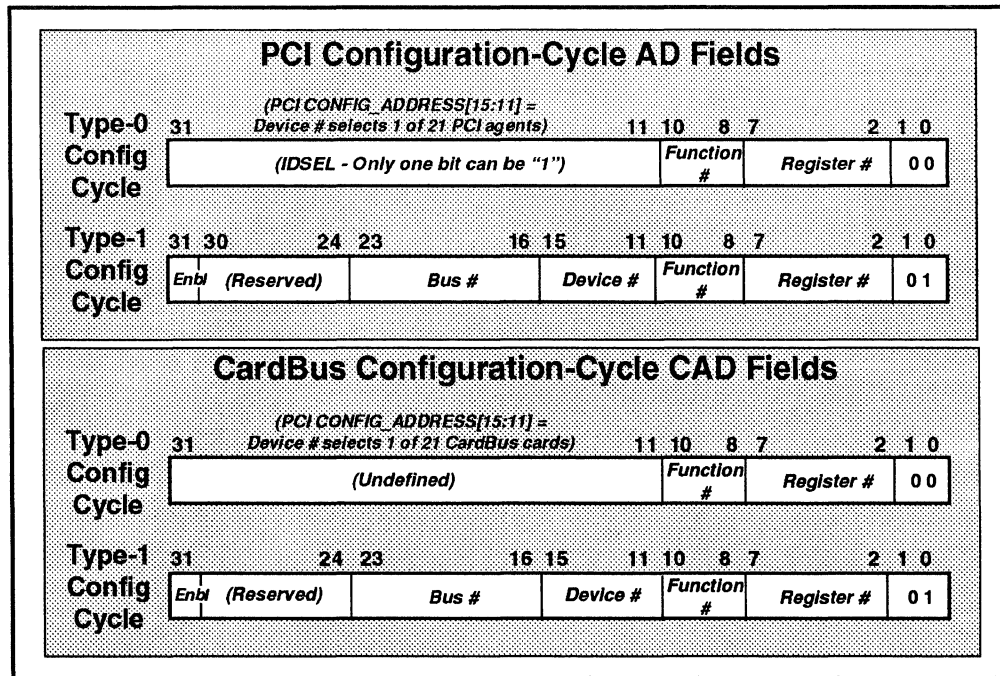 PCI Configuration-Cycle AD Fields
(PCI CONFIG_ADDRESS[15:11] =
Type-0 31 Device # selects 1 of 21 PCI agents) 11 10 8 7 2 1 0
Config (IDSEL - Only one bit can be “1”) Function # Register # 0 0
Cycle
Type-1 31 30 24 23 16 15 11 10 8 7 2 1 0
Config Enbl (Reserved) Bus # Device # Function # Register # 0 1
Cycle
CardBus Configuration-Cycle CAD Fields
(PCI CONFIG_ADDRESS[15:11] =
Type-0 31 Device # selects 1 of 21 CardBus cards) 11 10 8 7 2 1 0
Config (Undefined) Function # Register # 0 0
Cycle
Type-1 31 24 23 16 15 11 10 8 7 2 1 0
Config Enbl (Reserved) Bus # Device # Function # Register # 0 1
Cycle